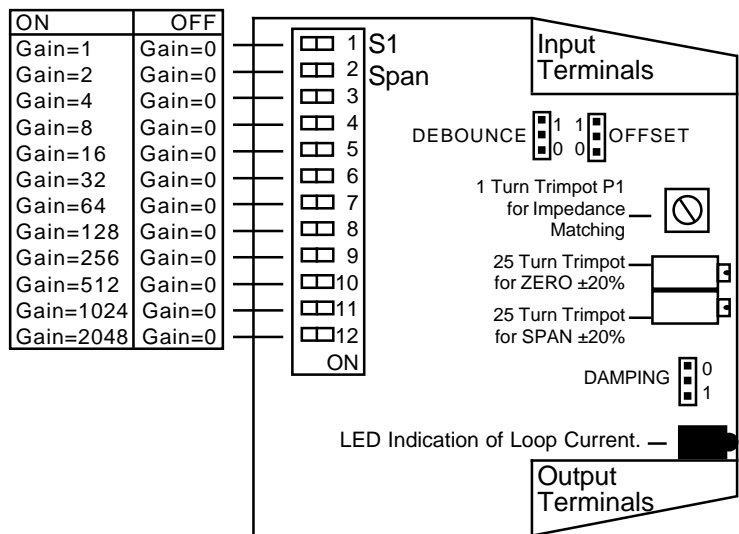 ON OFF
Gain=1 Gain=0
Gain=2 Gain=0
Gain=4 Gain=0
Gain=8 Gain=0
Gain=16 Gain=0
Gain=32 Gain=0
Gain=64 Gain=0
Gain=128 Gain=0
Gain=256 Gain=0
Gain=512 Gain=0
Gain=1024 Gain=0
Gain=2048 Gain=0
1
2
3
4
5
6
7
8
9
10
11
12
ON
S1
Span
Input
Terminals
DEBOUNCE 1 1 OFFSET
0 0
1 Turn Trimpot P1
for Impedance
Matching
25 Turn Trimpot
for ZERO ±20%
25 Turn Trimpot
for SPAN ±20%
DAMPING 0
1
LED Indication of Loop Current.
Output
Terminals